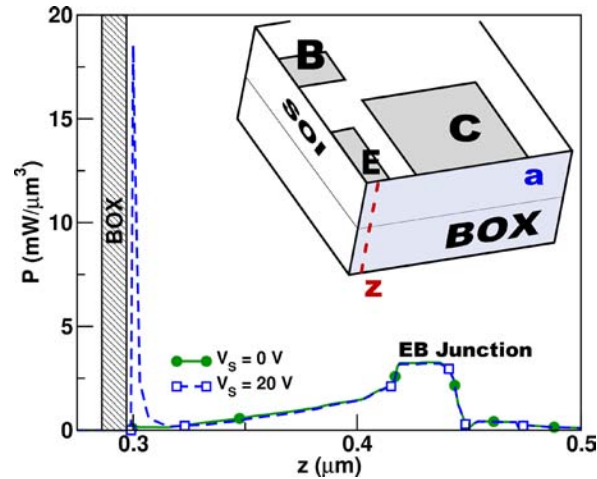 20
15
10
5
0
P (mW/μm³)
BOX
B
SOI
C
E
a
BOX
z
V_S = 0 V
V_S = 20 V
EB Junction
0.3
0.4
0.5
z (μm)